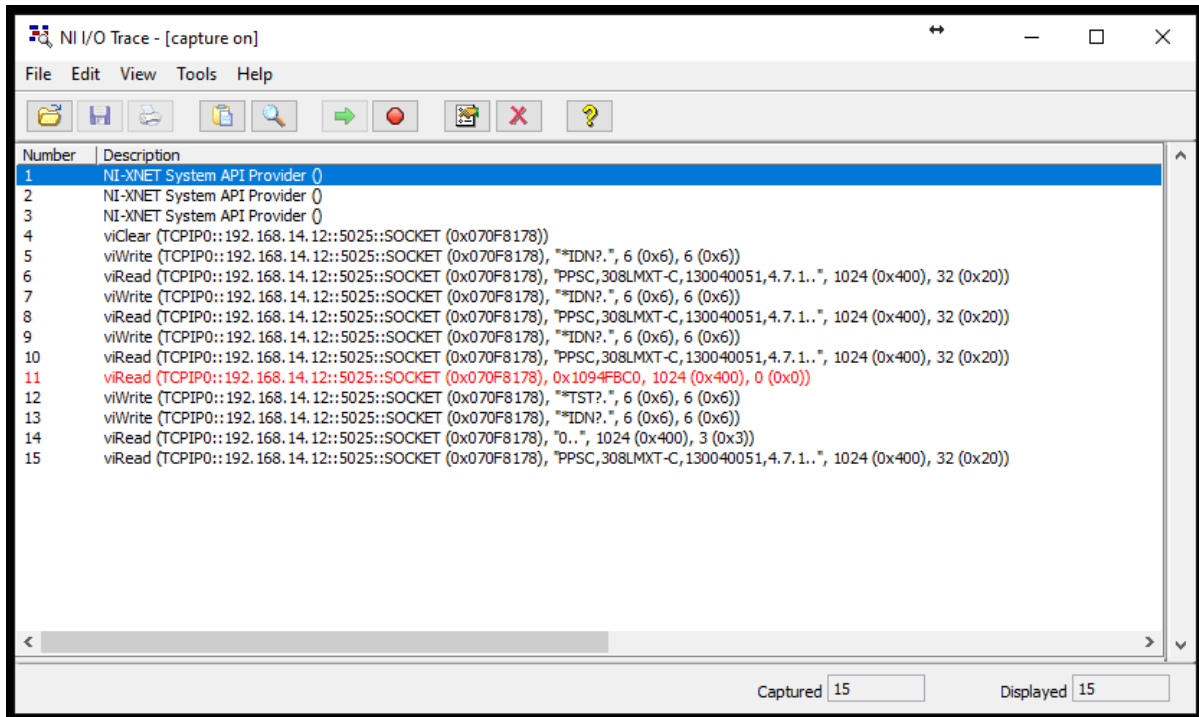 NI I/O Trace - [capture on]
File Edit View Tools Help
Number Description
1 NI-XNET System API Provider ()
2 NI-XNET System API Provider ()
3 NI-XNET System API Provider ()
4 viClear (TCPIP0::192.168.14.12::5025::SOCKET (0x070F8178))
5 viWrite (TCPIP0::192.168.14.12::5025::SOCKET (0x070F8178), "*IDN?.", 6 (0x6), 6 (0x6))
6 viRead (TCPIP0::192.168.14.12::5025::SOCKET (0x070F8178), "PPSC,308LMXT-C,130040051,4.7.1..", 1024 (0x400), 32 (0x20))
7 viWrite (TCPIP0::192.168.14.12::5025::SOCKET (0x070F8178), "*IDN?.", 6 (0x6), 6 (0x6))
8 viRead (TCPIP0::192.168.14.12::5025::SOCKET (0x070F8178), "PPSC,308LMXT-C,130040051,4.7.1..", 1024 (0x400), 32 (0x20))
9 viWrite (TCPIP0::192.168.14.12::5025::SOCKET (0x070F8178), "*IDN?.", 6 (0x6), 6 (0x6))
10 viRead (TCPIP0::192.168.14.12::5025::SOCKET (0x070F8178), "PPSC,308LMXT-C,130040051,4.7.1..", 1024 (0x400), 32 (0x20))
11 viRead (TCPIP0::192.168.14.12::5025::SOCKET (0x070F8178), 0x1094FBC0, 1024 (0x400), 0 (0x0))
12 viWrite (TCPIP0::192.168.14.12::5025::SOCKET (0x070F8178), "*TST?.", 6 (0x6), 6 (0x6))
13 viWrite (TCPIP0::192.168.14.12::5025::SOCKET (0x070F8178), "*IDN?.", 6 (0x6), 6 (0x6))
14 viRead (TCPIP0::192.168.14.12::5025::SOCKET (0x070F8178), "0..", 1024 (0x400), 3 (0x3))
15 viRead (TCPIP0::192.168.14.12::5025::SOCKET (0x070F8178), "PPSC,308LMXT-C,130040051,4.7.1..", 1024 (0x400), 32 (0x20))
Captured 15 Displayed 15